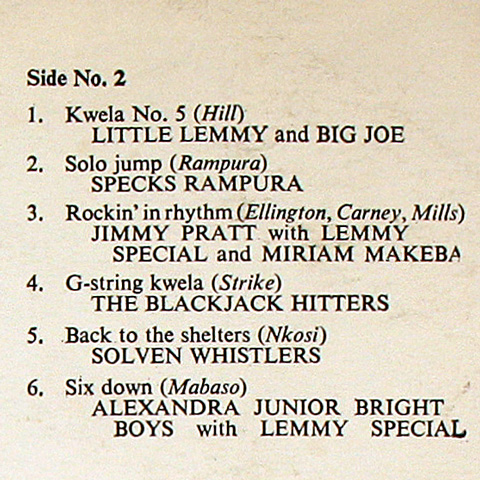 Side No. 2
1. Kwela No. 5 (Hill)
LITTLE LEMMY and BIG JOE
2. Solo jump (Rampura)
SPECKS RAMPURA
3. Rockin' in rhythm (Ellington, Carney, Mills)
JIMMY PRATT with LEMMY
SPECIAL and MIRIAM MAKEBA
4. G-string kwela (Strike)
THE BLACKJACK HITTERS
5. Back to the shelters (Nkosi)
SOLVEN WHISTLERS
6. Six down (Mabaso)
ALEXANDRA JUNIOR BRIGHT
BOYS with LEMMY SPECIAL